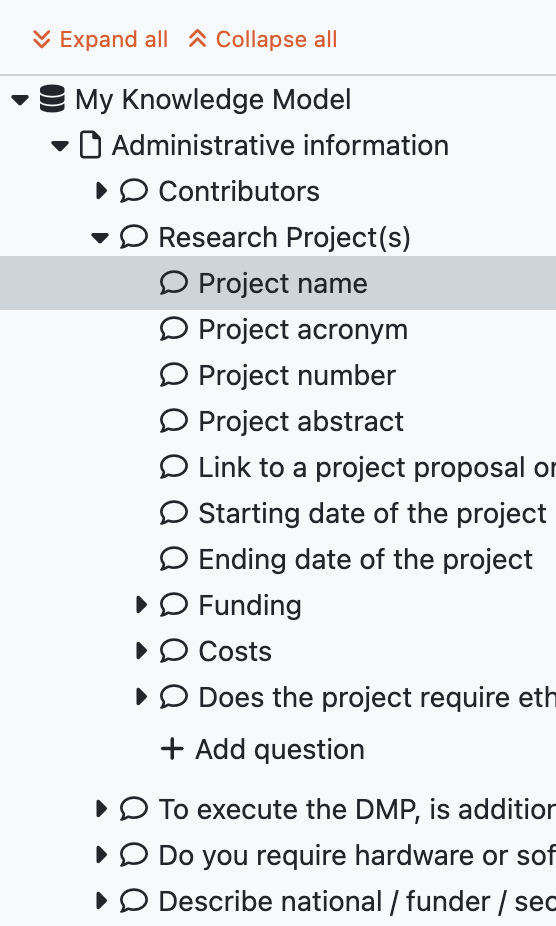 Expand all Collapse all
My Knowledge Model
Administrative information
Contributors
Research Project(s)
Project name
Project acronym
Project number
Project abstract
Link to a project proposal or
Starting date of the project
Ending date of the project
Funding
Costs
Does the project require eth
Add question
To execute the DMP, is addition
Do you require hardware or sof
Describe national / funder / sec